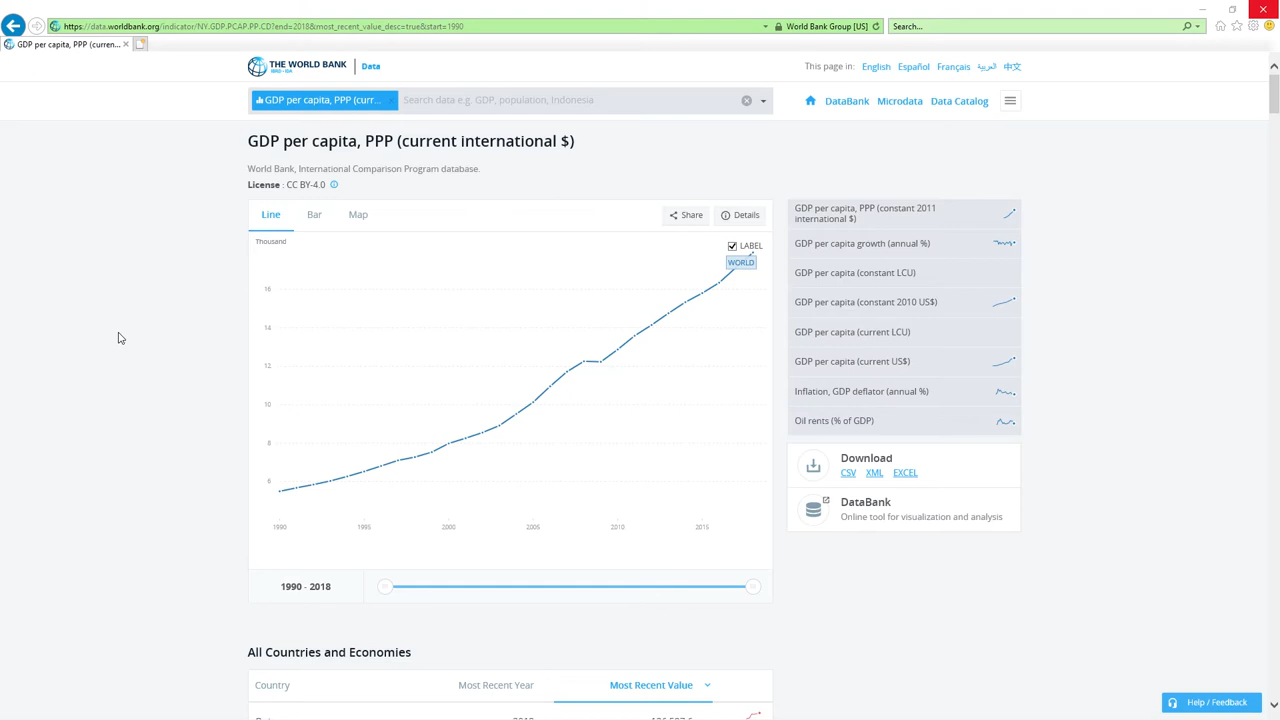 https://data.worldbank.org/indicator/NY.GDP.PCAP.PP.CD?end=2018&most_recent_value_desc=true&start=1990
World Bank Group [US]
Search...
GDP per capita, PPP (curren...
THE WORLD BANK
IBRD • IDA
Data
This page in: English Español Français العربية 中文
GDP per capita, PPP (curr...
Search data e.g. GDP, population, Indonesia
DataBank Microdata Data Catalog
GDP per capita, PPP (current international $)
World Bank, International Comparison Program database.
License : CC BY-4.0
Line Bar Map
Share Details
Thousand
LABEL
WORLD
16
14
12
10
8
6
1990 1995 2000 2005 2010 2015
1990 - 2018
GDP per capita, PPP (constant 2011
international $)
GDP per capita growth (annual %)
GDP per capita (constant LCU)
GDP per capita (constant 2010 US$)
GDP per capita (current LCU)
GDP per capita (current US$)
Inflation, GDP deflator (annual %)
Oil rents (% of GDP)
Download
CSV XML EXCEL
DataBank
Online tool for visualization and analysis
All Countries and Economies
Country Most Recent Year Most Recent Value
Help / Feedback